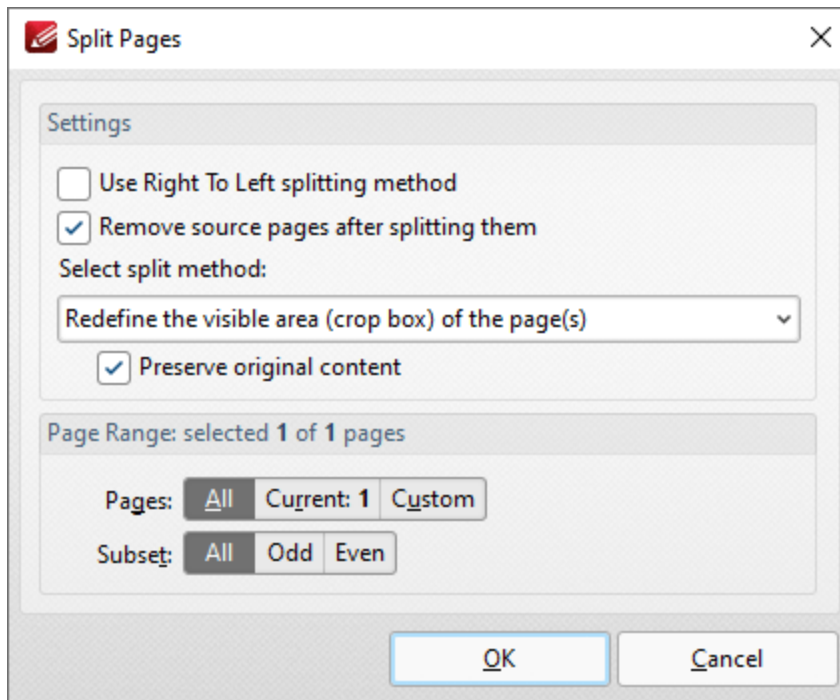 Split Pages
Settings
Use Right To Left splitting method
Remove source pages after splitting them
Select split method:
Redefine the visible area (crop box) of the page(s)
Preserve original content
Page Range: selected 1 of 1 pages
Pages: All Current: 1 Custom
Subset: All Odd Even
OK Cancel